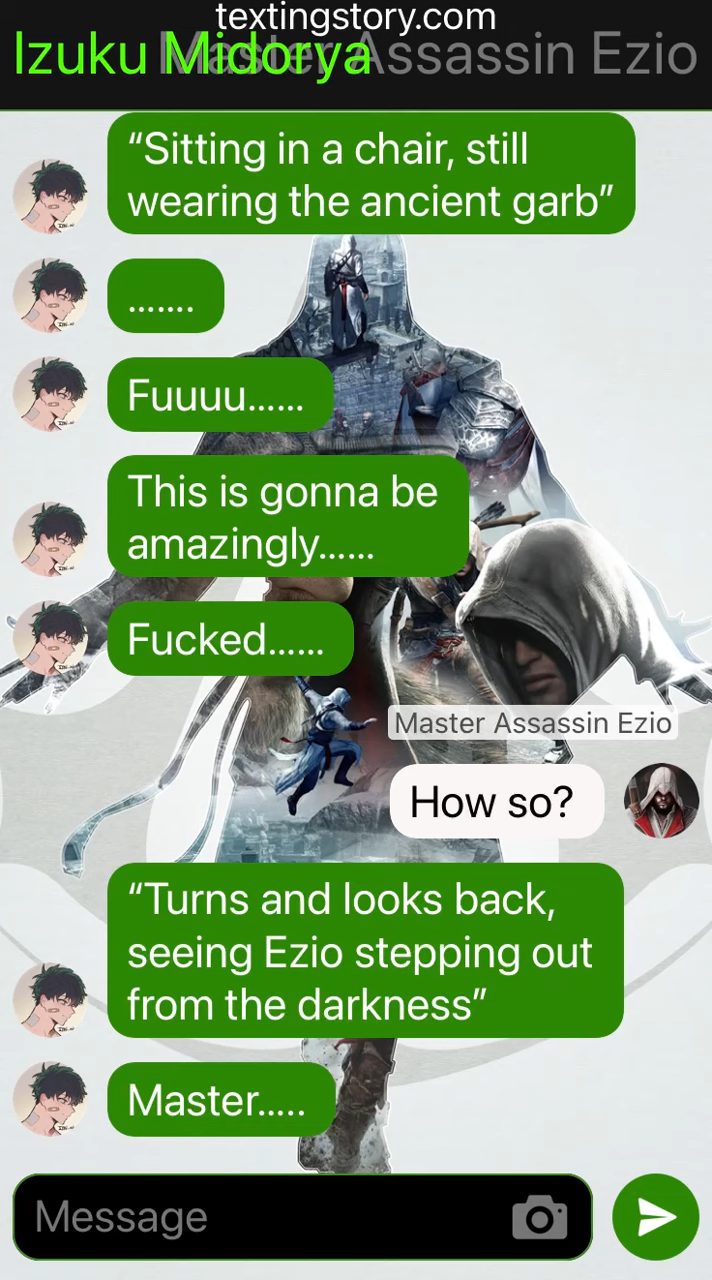 textingstory.com
Izuku Midorya
Master Assassin Ezio
“Sitting in a chair, still
wearing the ancient garb”
.......
Fuuuu......
This is gonna be
amazingly......
Fucked......
Master Assassin Ezio
How so?
“Turns and looks back,
seeing Ezio stepping out
from the darkness”
Master.....
Message